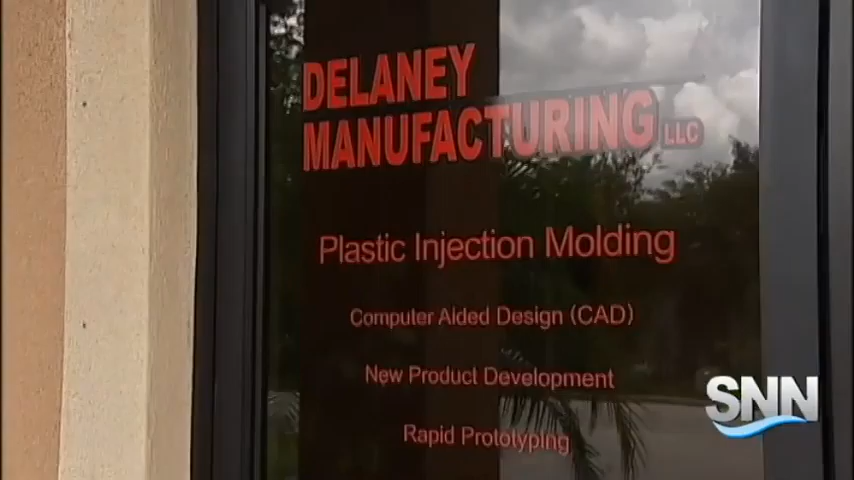 DELANEY
MANUFACTURING LLC
Plastic Injection Molding
Computer Aided Design (CAD)
New Product Development
Rapid Prototyping
SNN